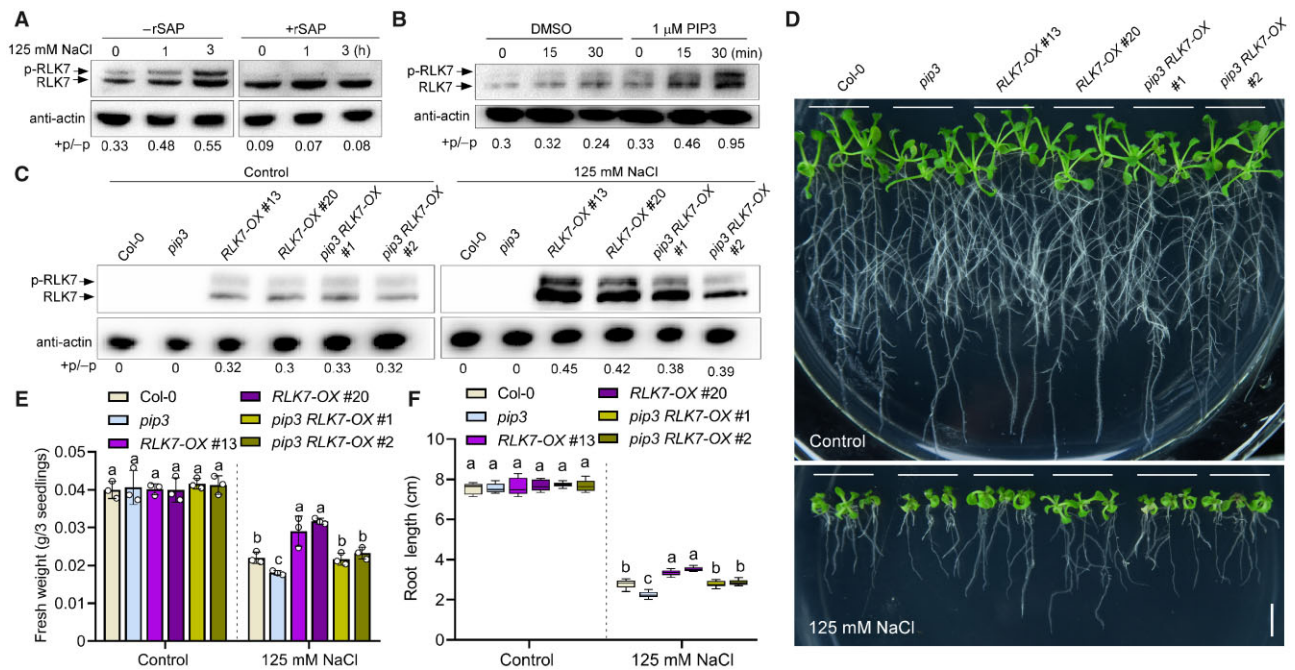 A
−rSAP
+rSAP
125 mM NaCl
0 1 3 0 1 3 (h)
p-RLK7
RLK7
anti-actin
+p/−p
0.33 0.48 0.55 0.09 0.07 0.08
B
DMSO
1 μM PIP3
0 15 30 0 15 30 (min)
p-RLK7
RLK7
anti-actin
+p/−p
0.3 0.32 0.24 0.33 0.46 0.95
C
Control
125 mM NaCl
Col-0
pip3
RLK7-OX #13
RLK7-OX #20
pip3 RLK7-OX
#1
pip3 RLK7-OX
#2
Col-0
pip3
RLK7-OX #13
RLK7-OX #20
pip3 RLK7-OX
#1
pip3 RLK7-OX
#2
p-RLK7
RLK7
anti-actin
+p/−p
0 0 0.32 0.3 0.33 0.32
0 0 0.45 0.42 0.38 0.39
D
Col-0
pip3
RLK7-OX #13
RLK7-OX #20
pip3 RLK7-OX
#1
pip3 RLK7-OX
#2
Control
125 mM NaCl
E
Col-0
pip3
RLK7-OX #13
RLK7-OX #20
pip3 RLK7-OX #1
pip3 RLK7-OX #2
Fresh weight (g/3 seedlings)
0.05
0.04
0.03
0.02
0.01
0
a a a a a a
b c a a b b
Control
125 mM NaCl
F
Col-0
pip3
RLK7-OX #13
RLK7-OX #20
pip3 RLK7-OX #1
pip3 RLK7-OX #2
Root length (cm)
10
8
6
4
2
0
a a a a a a
b c a a b b
Control
125 mM NaCl